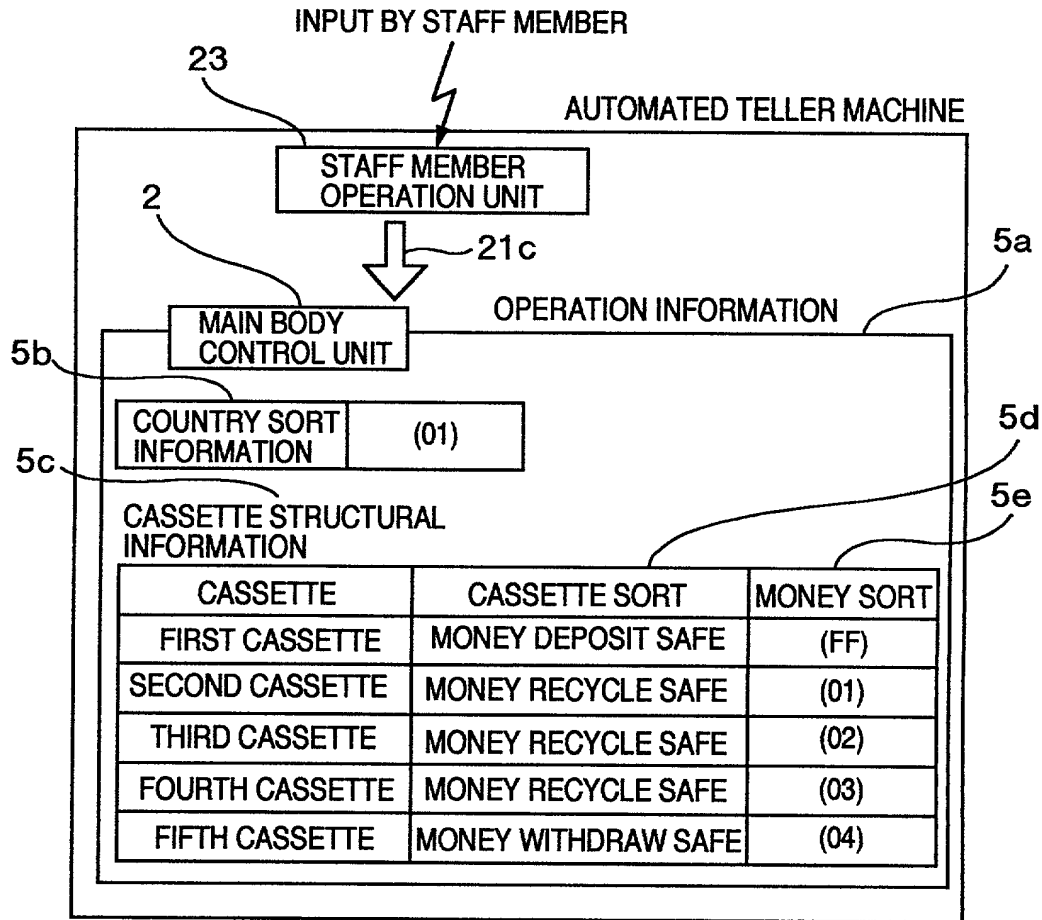 INPUT BY STAFF MEMBER
23
AUTOMATED TELLER MACHINE
STAFF MEMBER
OPERATION UNIT
2
21c
5a
OPERATION INFORMATION
MAIN BODY
CONTROL UNIT
5b
COUNTRY SORT
INFORMATION
(01)
5d
5c
5e
CASSETTE STRUCTURAL
INFORMATION
CASSETTE CASSETTE SORT MONEY SORT
FIRST CASSETTE MONEY DEPOSIT SAFE (FF)
SECOND CASSETTE MONEY RECYCLE SAFE (01)
THIRD CASSETTE MONEY RECYCLE SAFE (02)
FOURTH CASSETTE MONEY RECYCLE SAFE (03)
FIFTH CASSETTE MONEY WITHDRAW SAFE (04)